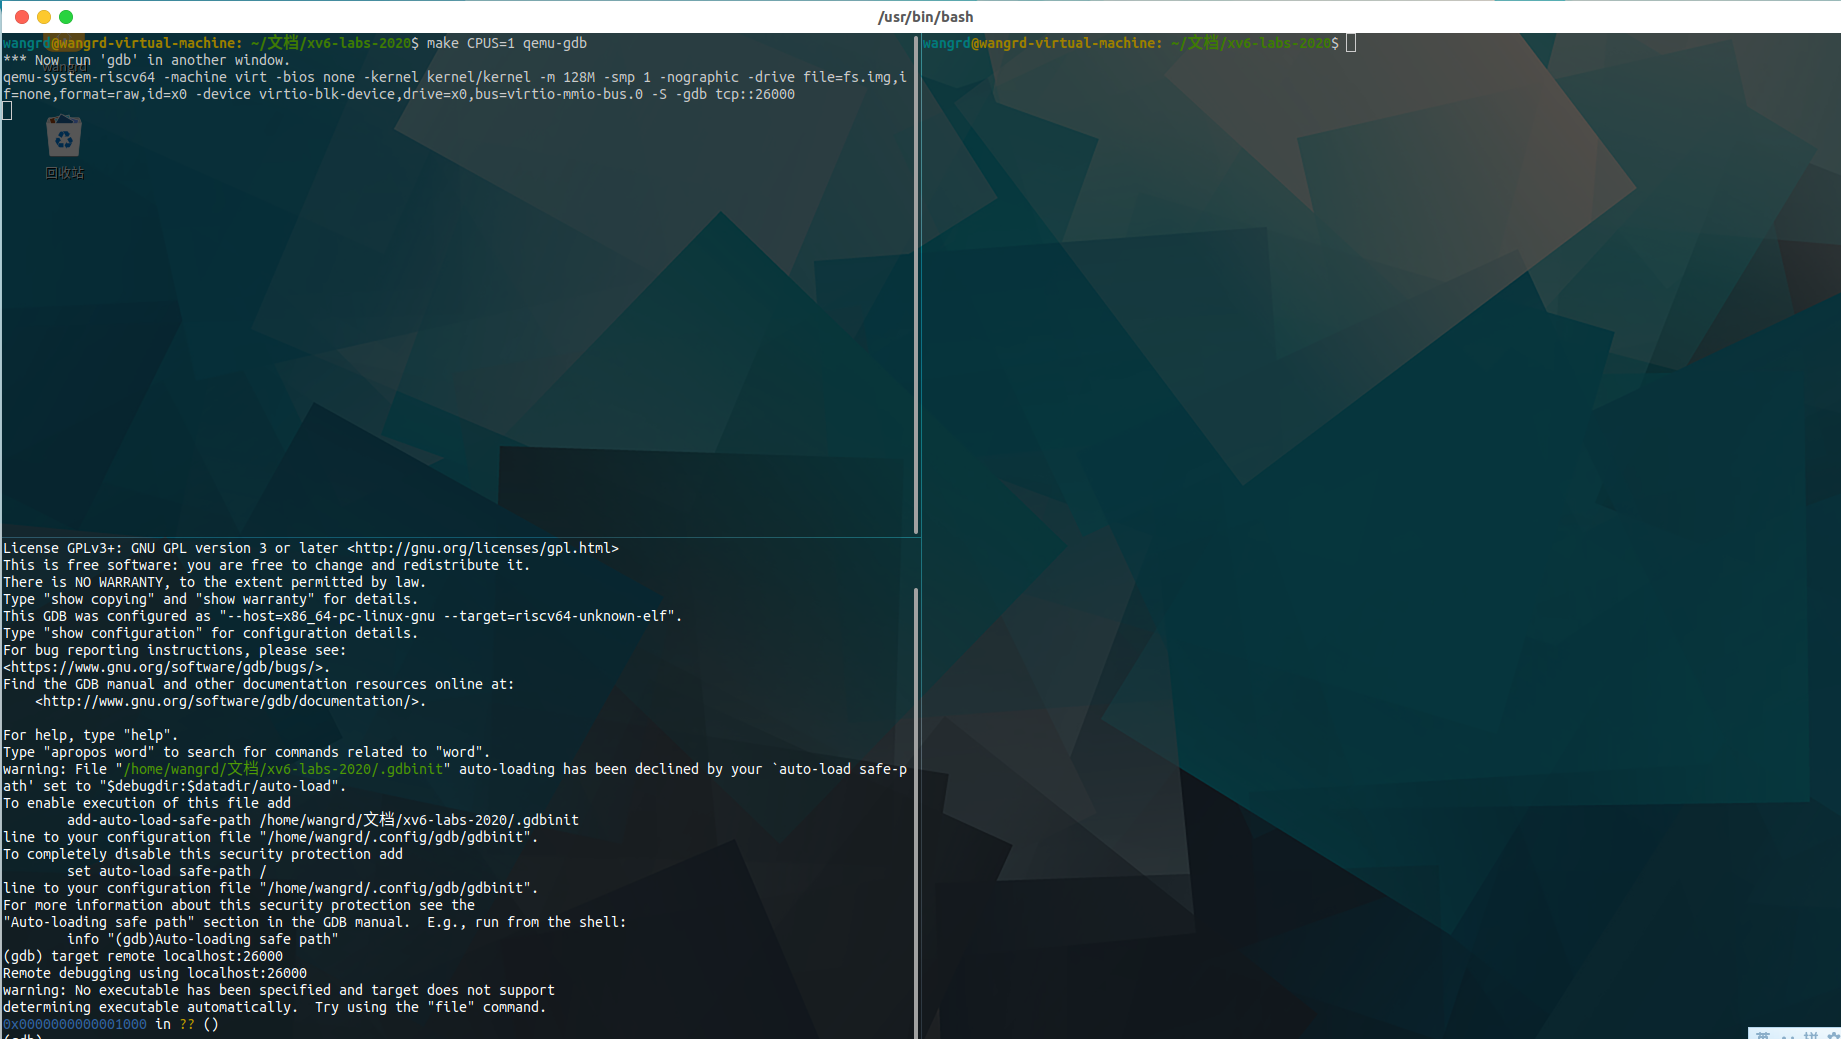 /usr/bin/bash
wangrd@wangrd-virtual-machine: ~/文档/xv6-labs-2020$ make CPUS=1 qemu-gdb
*** Now run 'gdb' in another window.
qemu-system-riscv64 -machine virt -bios none -kernel kernel/kernel -m 128M -smp 1 -nographic -drive file=fs.img,i
f=none,format=raw,id=x0 -device virtio-blk-device,drive=x0,bus=virtio-mmio-bus.0 -S -gdb tcp::26000
wangrd
回收站
License GPLv3+: GNU GPL version 3 or later <http://gnu.org/licenses/gpl.html>
This is free software: you are free to change and redistribute it.
There is NO WARRANTY, to the extent permitted by law.
Type "show copying" and "show warranty" for details.
This GDB was configured as "--host=x86_64-pc-linux-gnu --target=riscv64-unknown-elf".
Type "show configuration" for configuration details.
For bug reporting instructions, please see:
<https://www.gnu.org/software/gdb/bugs/>.
Find the GDB manual and other documentation resources online at:
    <http://www.gnu.org/software/gdb/documentation/>.
For help, type "help".
Type "apropos word" to search for commands related to "word".
warning: File "/home/wangrd/文档/xv6-labs-2020/.gdbinit" auto-loading has been declined by your `auto-load safe-p
ath' set to "$debugdir:$datadir/auto-load".
To enable execution of this file add
        add-auto-load-safe-path /home/wangrd/文档/xv6-labs-2020/.gdbinit
line to your configuration file "/home/wangrd/.config/gdb/gdbinit".
To completely disable this security protection add
        set auto-load safe-path /
line to your configuration file "/home/wangrd/.config/gdb/gdbinit".
For more information about this security protection see the
"Auto-loading safe path" section in the GDB manual.  E.g., run from the shell:
        info "(gdb)Auto-loading safe path"
(gdb) target remote localhost:26000
Remote debugging using localhost:26000
warning: No executable has been specified and target does not support
determining executable automatically.  Try using the "file" command.
0x0000000000001000 in ?? ()
(gdb)
wangrd@wangrd-virtual-machine: ~/文档/xv6-labs-2020$